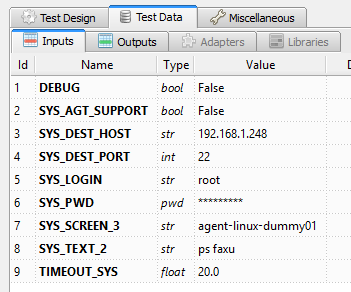 Test Design Test Data Miscellaneous
Inputs Outputs Adapters Libraries
Id Name Type Value
1 DEBUG bool False
2 SYS_AGT_SUPPORT bool False
3 SYS_DEST_HOST str 192.168.1.248
4 SYS_DEST_PORT int 22
5 SYS_LOGIN str root
6 SYS_PWD pwd *********
7 SYS_SCREEN_3 str agent-linux-dummy01
8 SYS_TEXT_2 str ps faxu
9 TIMEOUT_SYS float 20.0